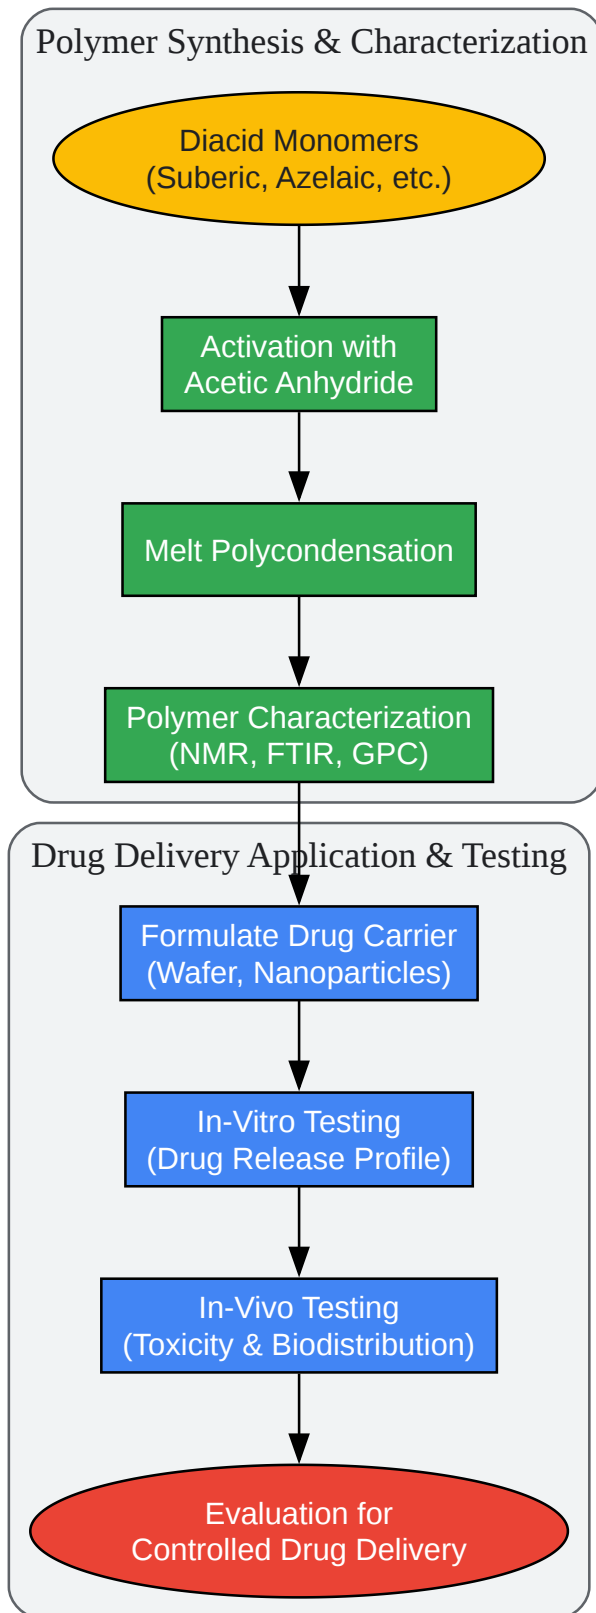 Polymer Synthesis & Characterization
Diacid Monomers
(Suberic, Azelaic, etc.)
Activation with
Acetic Anhydride
Melt Polycondensation
Polymer Characterization
(NMR, FTIR, GPC)
Drug Delivery Application & Testing
Formulate Drug Carrier
(Wafer, Nanoparticles)
In-Vitro Testing
(Drug Release Profile)
In-Vivo Testing
(Toxicity & Biodistribution)
Evaluation for
Controlled Drug Delivery